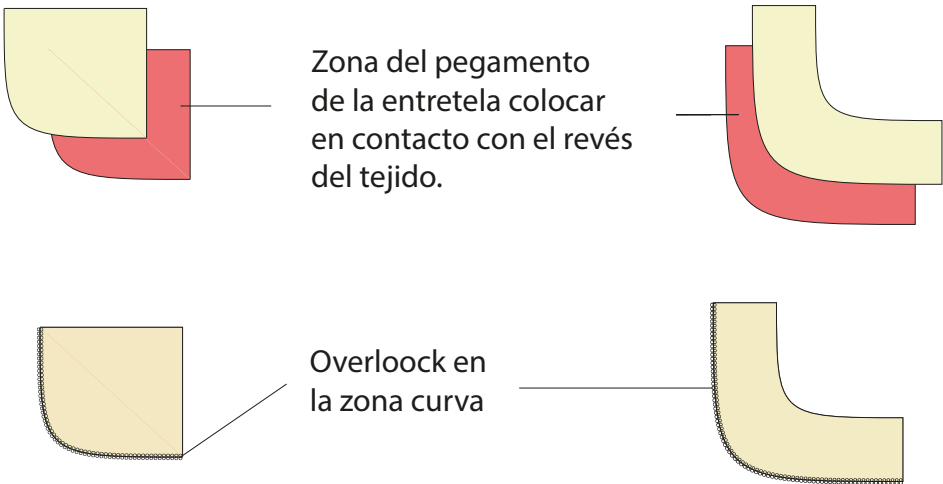 Zona del pegamento
de la entretela colocar
en contacto con el revés
del tejido.
Overloock en
la zona curva